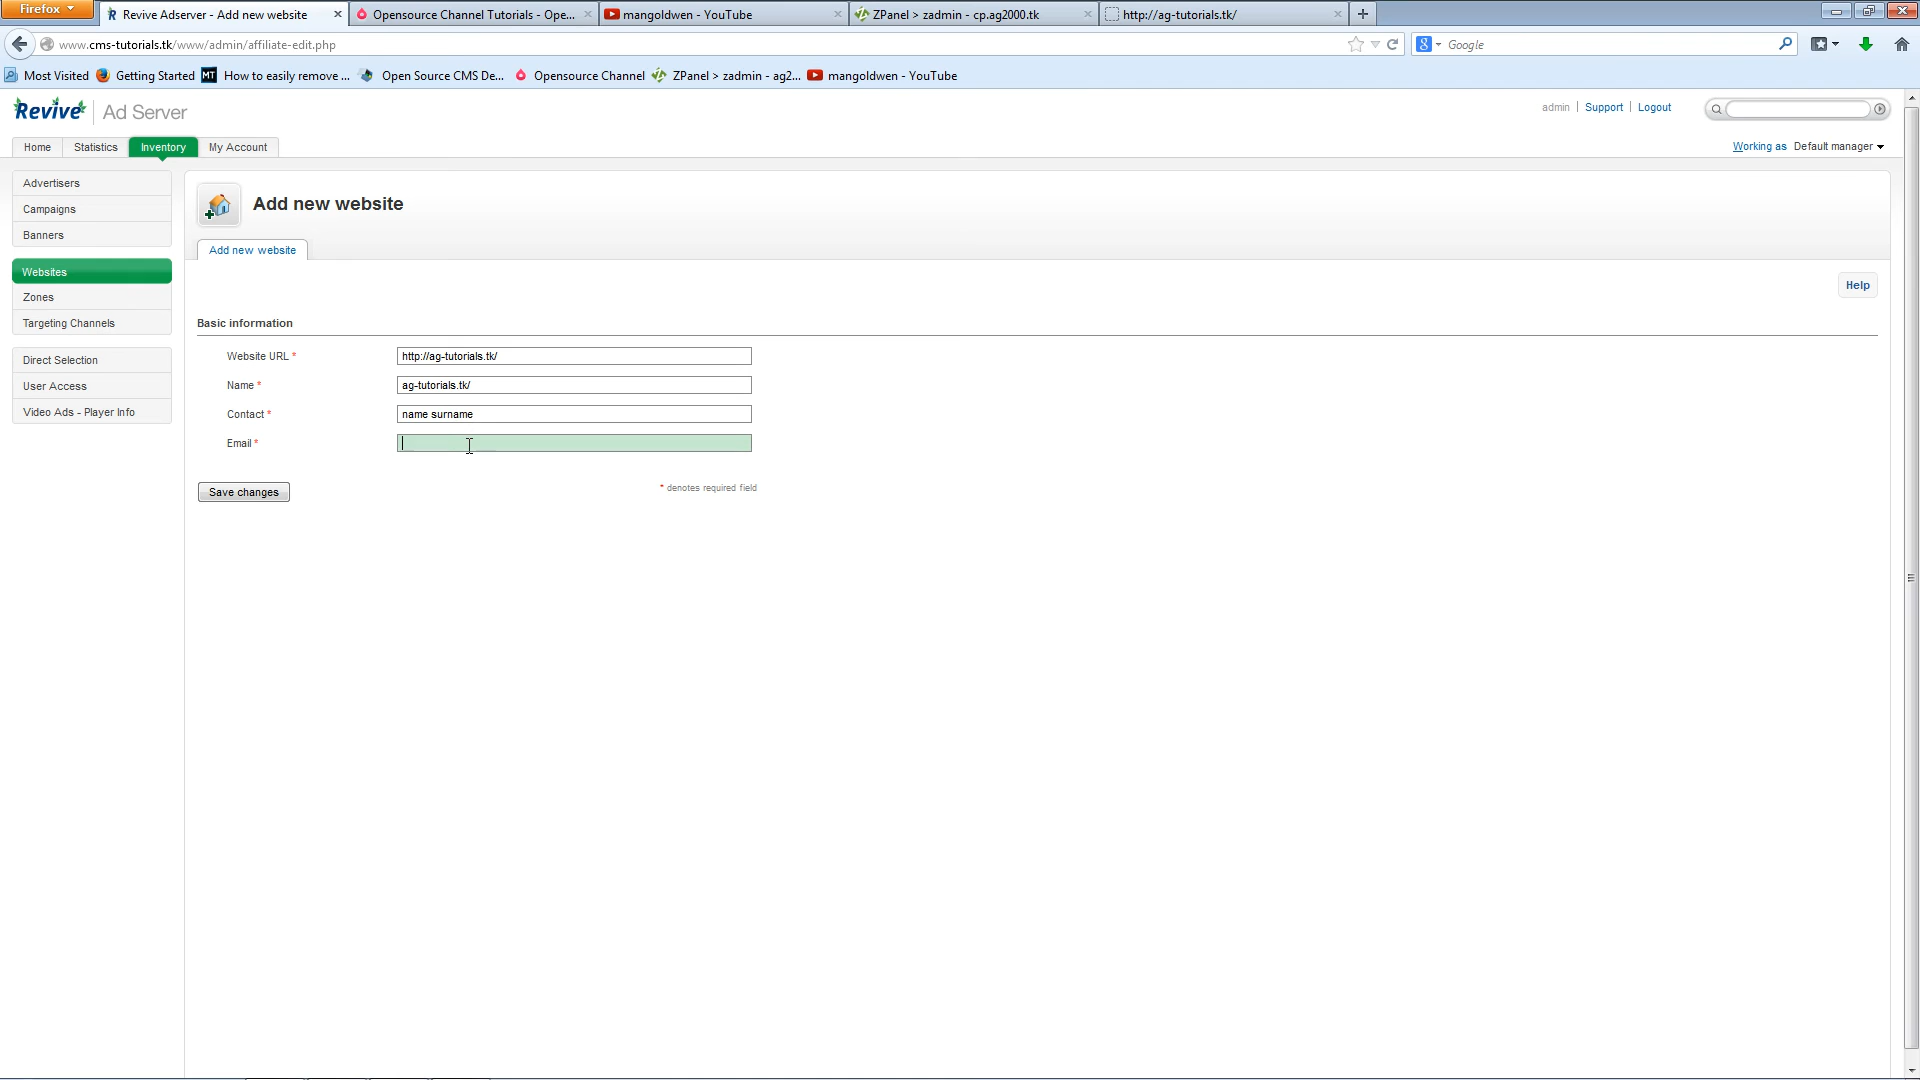 Firefox
Revive Adserver - Add new website
Opensource Channel Tutorials - Ope...
mangoldwen - YouTube
ZPanel > zadmin - cp.ag2000.tk
http://ag-tutorials.tk/
www.cms-tutorials.tk/www/admin/affiliate-edit.php
Google
Most Visited
Getting Started
MT How to easily remove ...
Open Source CMS De...
Opensource Channel
ZPanel > zadmin - ag2...
mangoldwen - YouTube
Revive Ad Server
admin | Support | Logout
Home
Statistics
Inventory
My Account
Working as Default manager
Advertisers
Campaigns
Banners
Websites
Zones
Targeting Channels
Direct Selection
User Access
Video Ads - Player Info
Add new website
Add new website
Help
Basic information
Website URL * http://ag-tutorials.tk/
Name * ag-tutorials.tk/
Contact * name surname
Email *
Save changes
* denotes required field